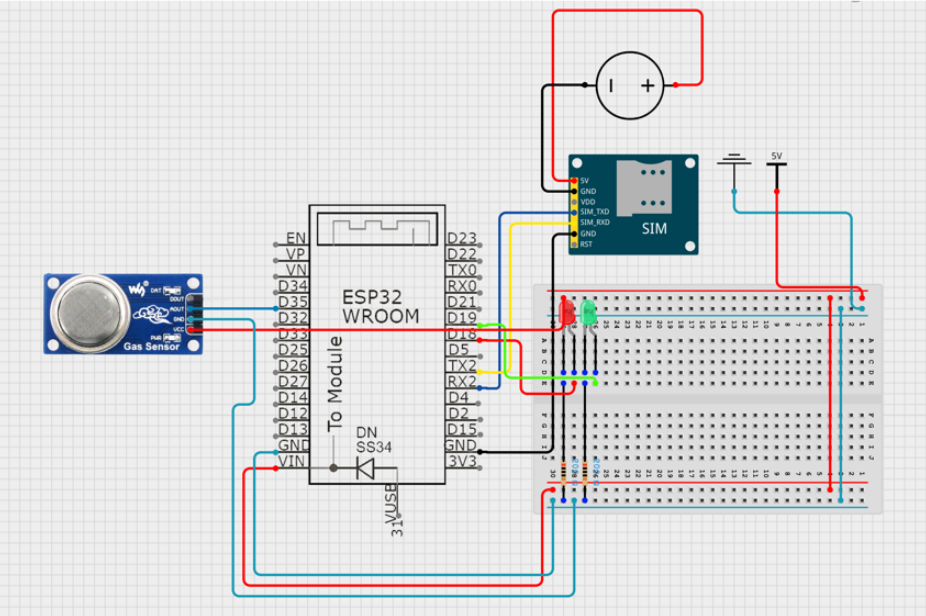 5V
5V
GND
VDD
SIM_TXD
SIM_RXD
GND
RST
SIM
EN
VP
VN
D34
D35
D32
D33
D25
D26
D27
D14
D12
D13
GND
VIN
ESP32
WROOM
To Module
DN
SS34
VUSB
31
D23
D22
TX0
RX0
D21
D19
D18
D5
TX2
RX2
D4
D2
D15
GND
3V3
DAT
DOUT
AOUT
GND
VCC
PWR
Gas Sensor
A B C D E
F G H I J